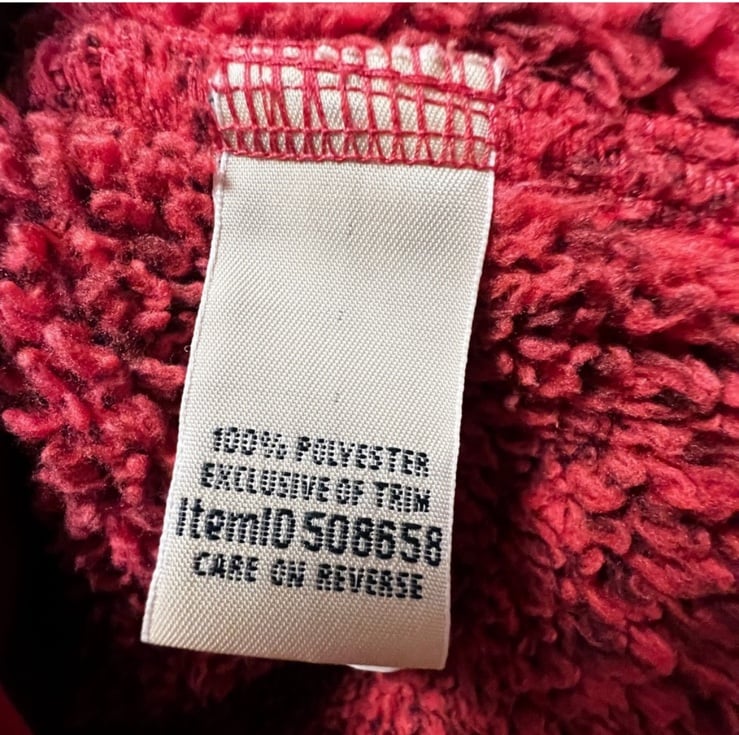 100% POLYESTER
EXCLUSIVE OF TRIM
ItemID 508658
CARE ON REVERSE